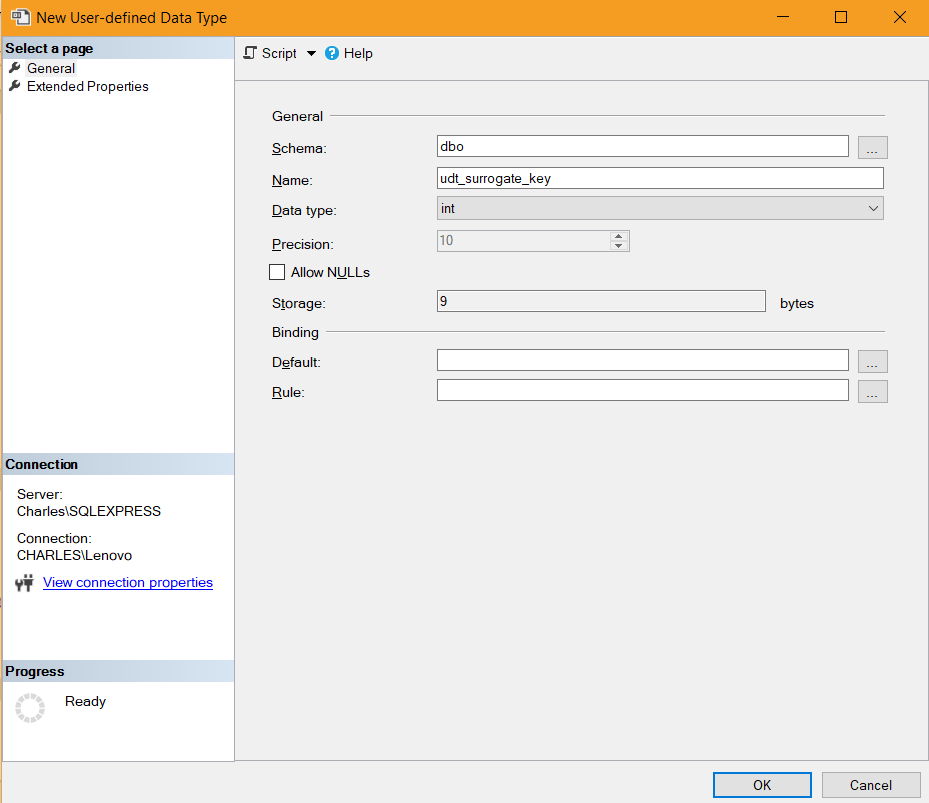 New User-defined Data Type
Select a page
General
Extended Properties
Script
Help
General
Schema:
dbo
...
Name:
udt_surrogate_key
Data type:
int
Precision:
10
Allow NULLs
Storage:
9
bytes
Binding
Default:
...
Rule:
...
Connection
Server:
Charles\SQLEXPRESS
Connection:
CHARLES\Lenovo
View connection properties
Progress
Ready
OK
Cancel